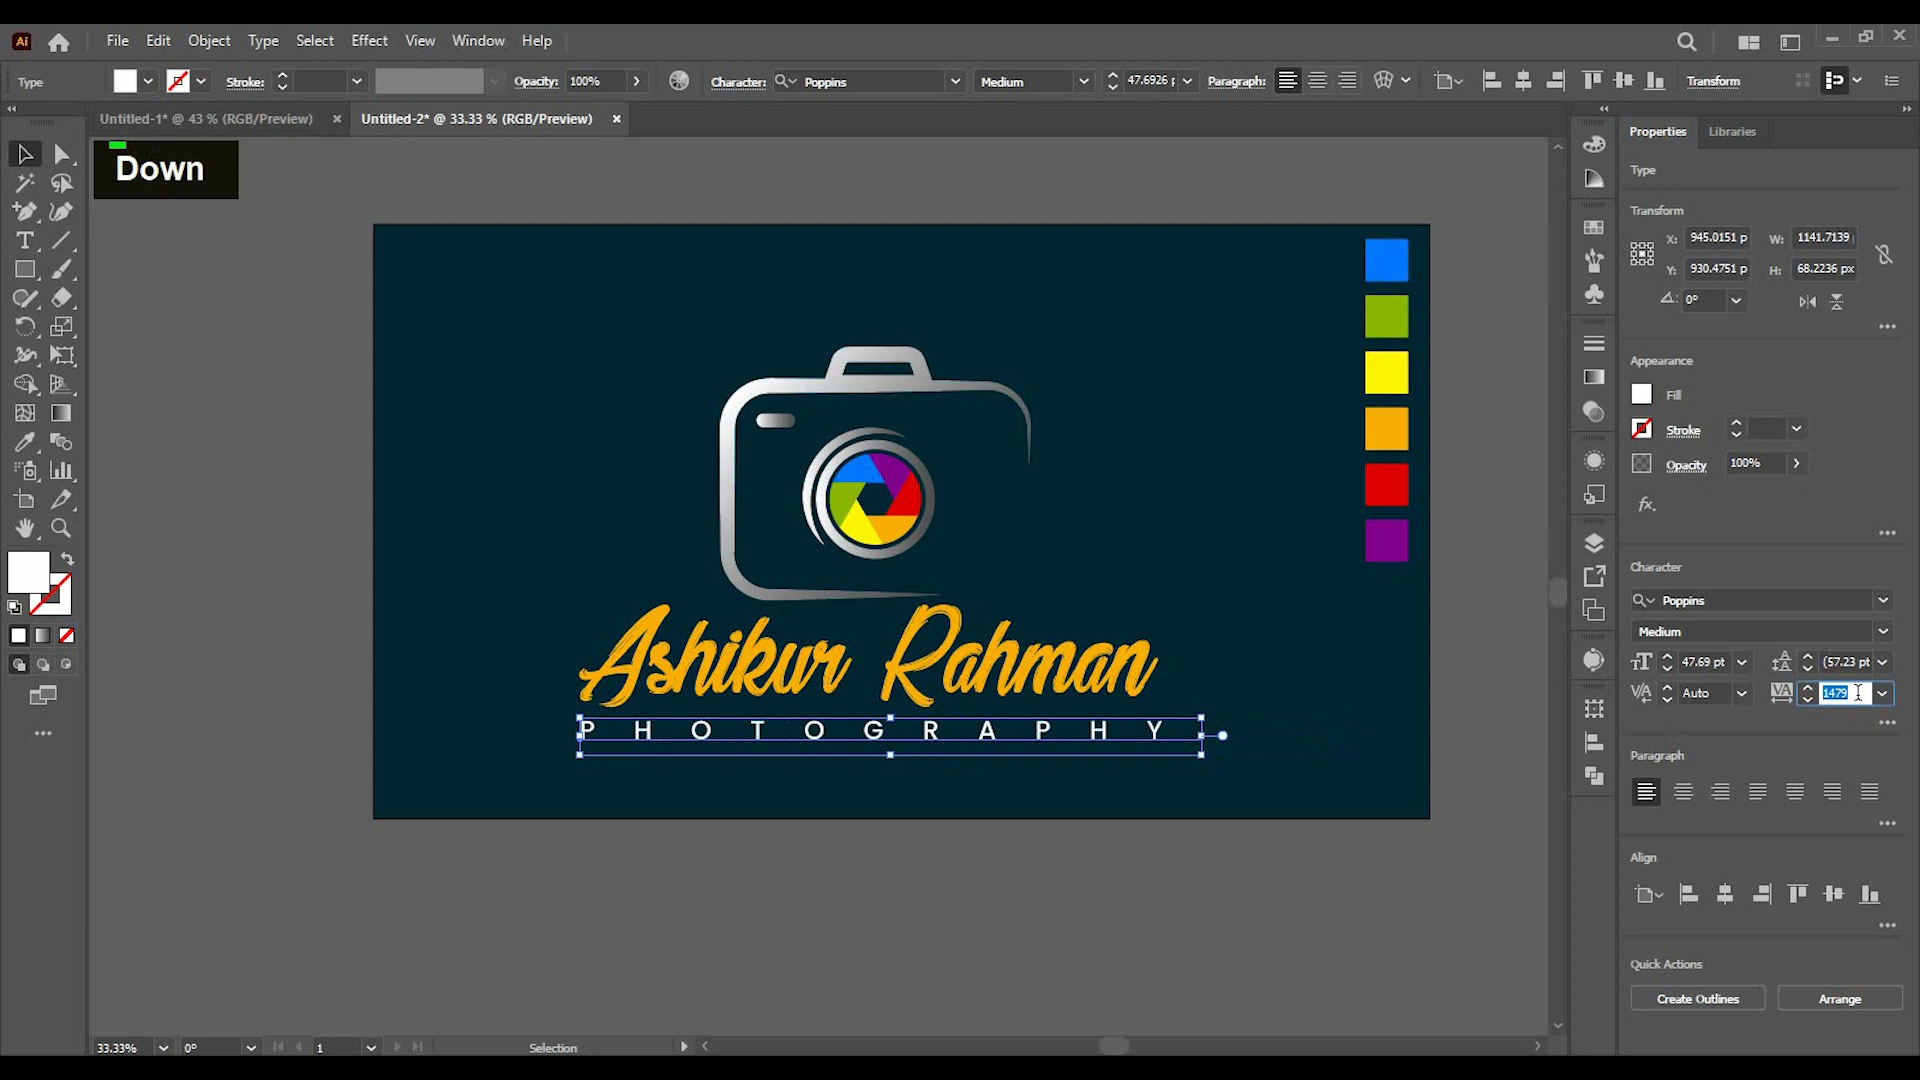 Ai File Edit Object Type Select Effect View Window Help
Type Stroke: Opacity: 100% Character: Poppins Medium 47.6926 p Paragraph: Transform
Untitled-1* @ 43 % (RGB/Preview) Untitled-2* @ 33.33 % (RGB/Preview)
Down
Ashikur Rahman
PHOTOGRAPHY
Properties Libraries
Type
Transform
X: 945.0151 p W: 1141.7139
Y: 930.4751 p H: 68.2236 px
0°
Appearance
Fill
Stroke
Opacity 100%
fx.
Character
Poppins
Medium
47.69 pt (57.23 pt
Auto 1479
Paragraph
Align
Quick Actions
Create Outlines Arrange
33.33% 0° 1 Selection